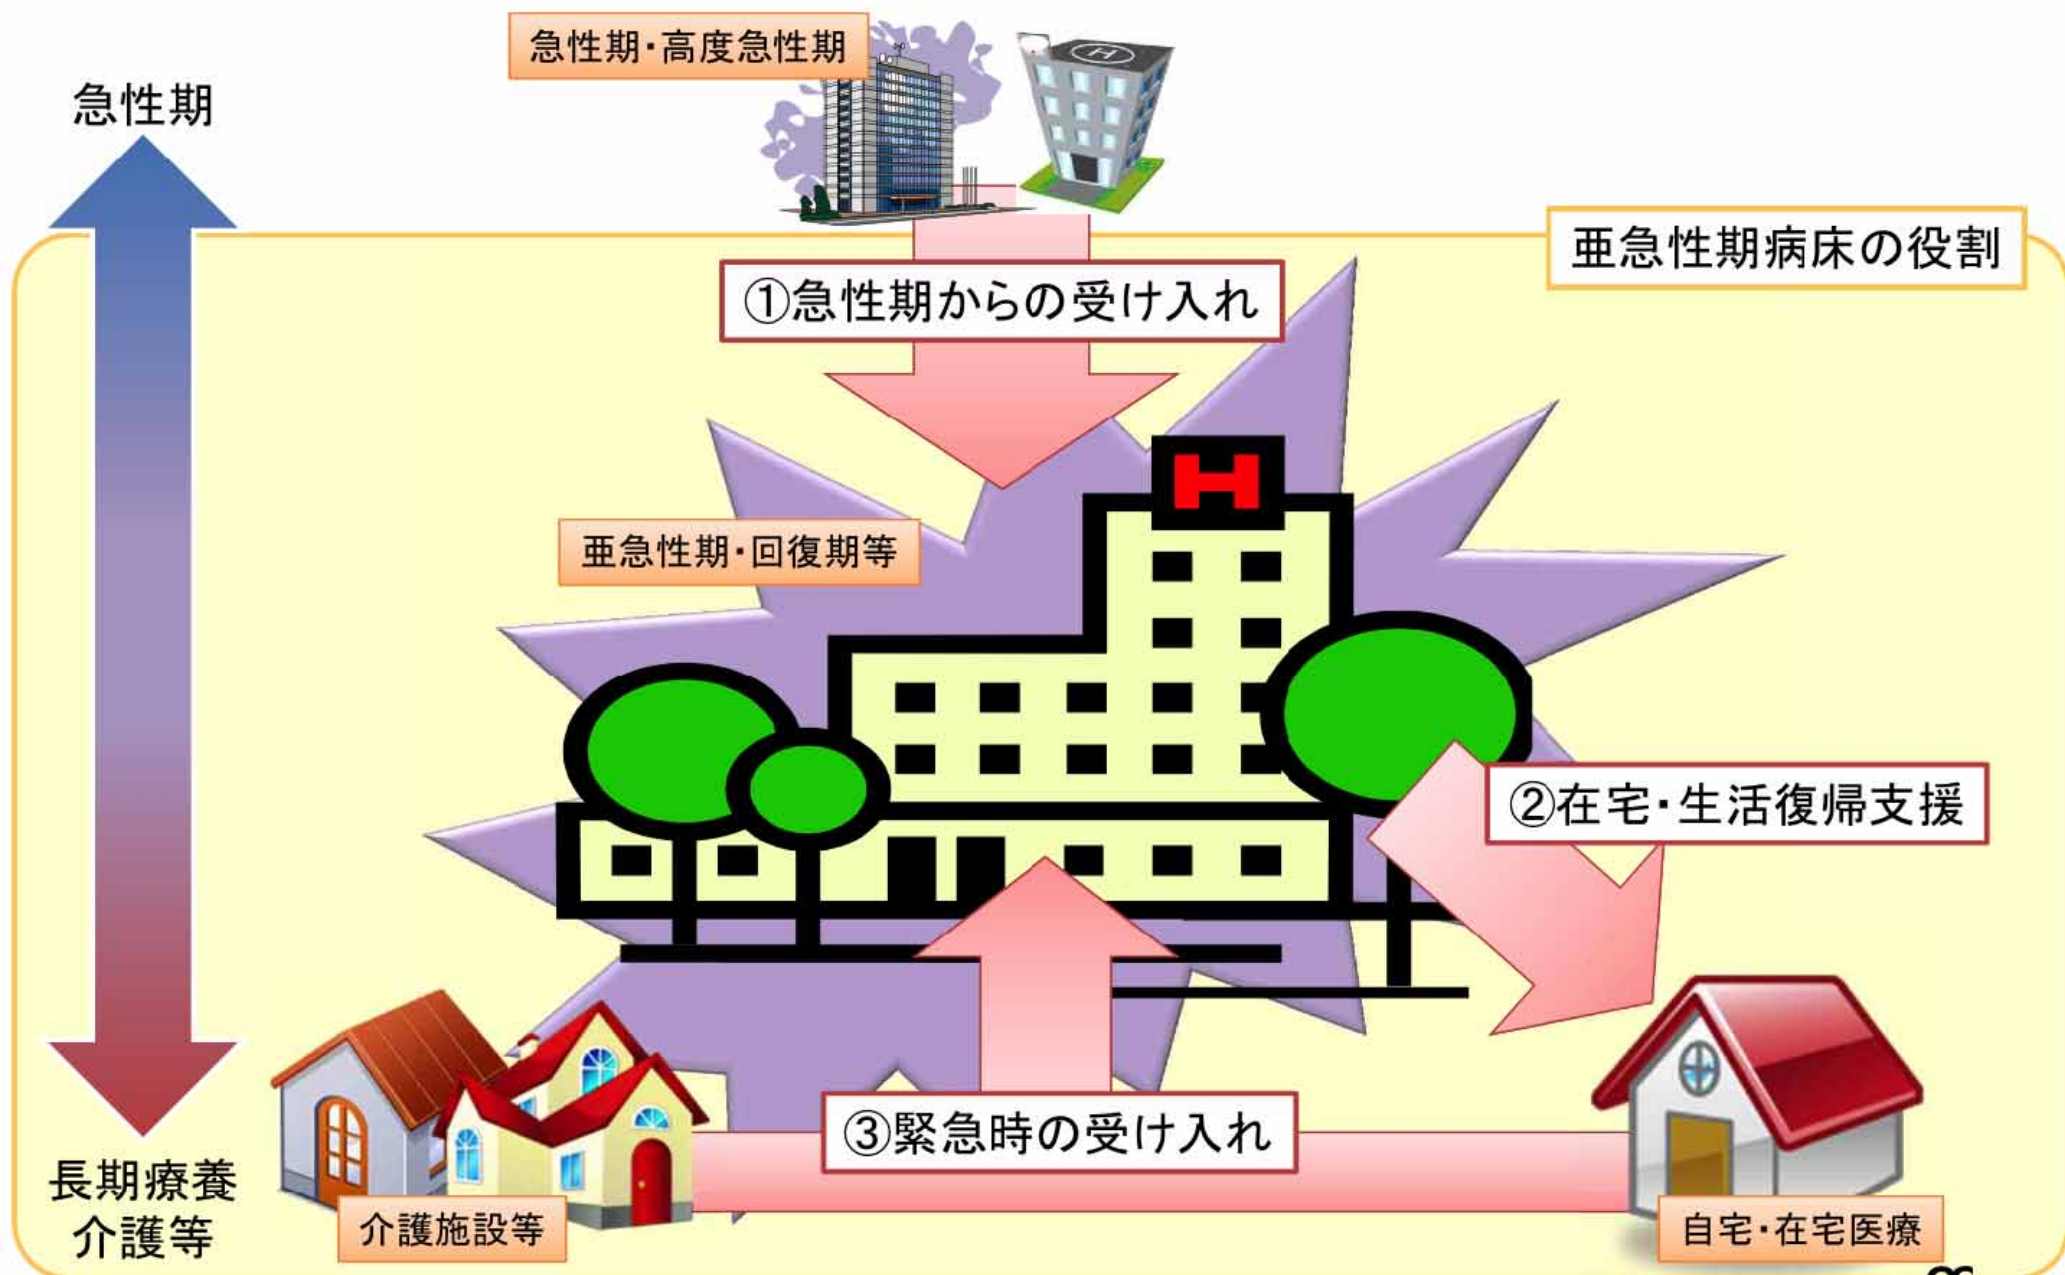 急性期・高度急性期
急性期
亜急性期病床の役割
①急性期からの受け入れ
H
H
亜急性期・回復期等
②在宅・生活復帰支援
③緊急時の受け入れ
長期療養
介護等
介護施設等
自宅・在宅医療